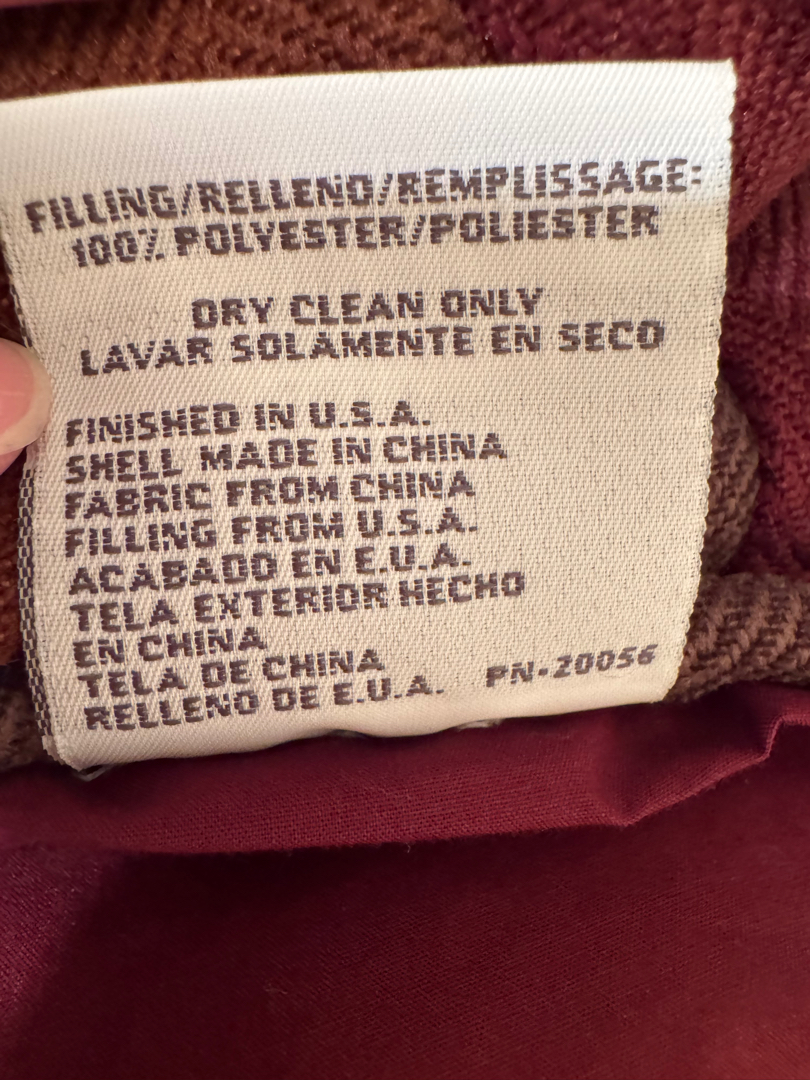 FILLING/RELLENO/REMPLISSAGE:
100% POLYESTER/POLIESTER
DRY CLEAN ONLY
LAVAR SOLAMENTE EN SECO
FINISHED IN U.S.A.
SHELL MADE IN CHINA
FABRIC FROM CHINA
FILLING FROM U.S.A.
ACABADO EN E.U.A.
TELA EXTERIOR HECHO
EN CHINA
TELA DE CHINA
RELLENO DE E.U.A. PN-20056